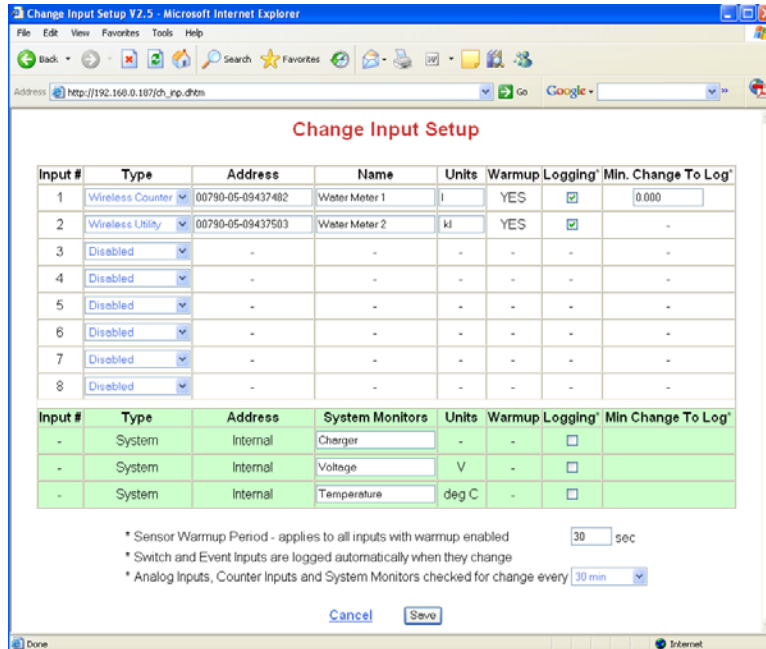 Change Input Setup V2.5 - Microsoft Internet Explorer
File Edit View Favorites Tools Help
Back Search Favorites
Address http://192.168.0.187/ch_inp.dhtm Go Google
Change Input Setup
Input # Type Address Name Units Warmup Logging* Min. Change To Log*
1 Wireless Counter 00790-05-09437482 Water Meter 1 l YES 0.000
2 Wireless Utility 00790-05-09437503 Water Meter 2 kl YES -
3 Disabled - - - - - -
4 Disabled - - - - - -
5 Disabled - - - - - -
6 Disabled - - - - - -
7 Disabled - - - - - -
8 Disabled - - - - - -
Input # Type Address System Monitors Units Warmup Logging* Min Change To Log*
- System Internal Charger - -
- System Internal Voltage V -
- System Internal Temperature deg C -
* Sensor Warmup Period - applies to all inputs with warmup enabled 30 sec
* Switch and Event Inputs are logged automatically when they change
* Analog Inputs, Counter Inputs and System Monitors checked for change every 30 min
Cancel Save
Done Internet